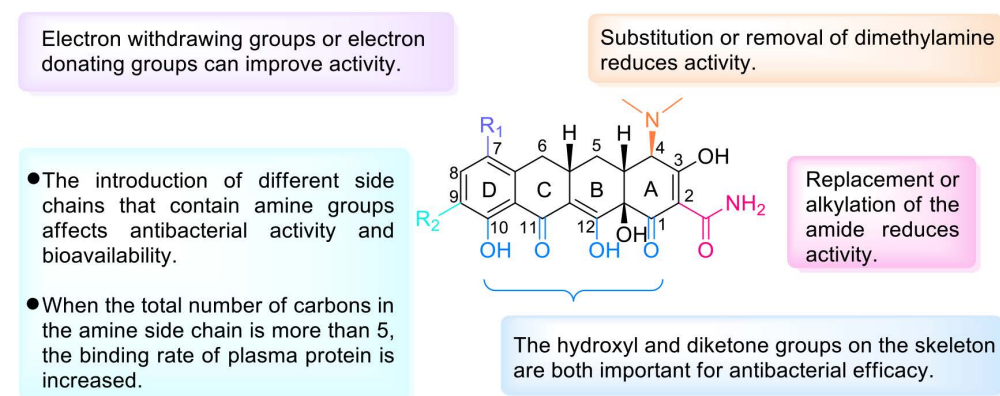 Electron withdrawing groups or electron
donating groups can improve activity.
Substitution or removal of dimethylamine
reduces activity.
●The introduction of different side
chains that contain amine groups
affects antibacterial activity and
bioavailability.
●When the total number of carbons in
the amine side chain is more than 5,
the binding rate of plasma protein is
increased.
R1
N
H
H
7
6
5
4
3
OH
8
9
D
C
B
A
2
NH2
R2
10
11
12
1
OH
OH
O
OH
O
O
Replacement or
alkylation of the
amide reduces
activity.
The hydroxyl and diketone groups on the skeleton
are both important for antibacterial efficacy.